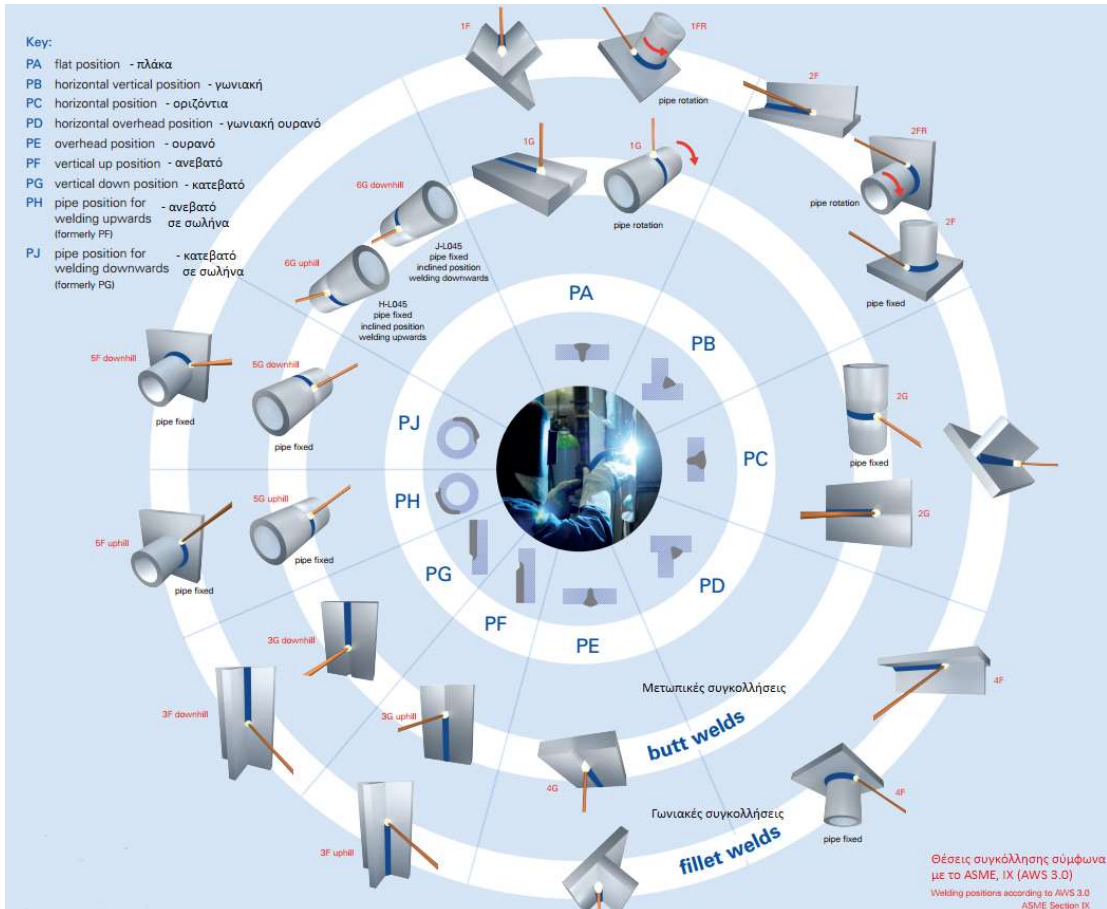 Key:
PA flat position - πλάκα
PB horizontal vertical position - γωνιακή
PC horizontal position - οριζόντια
PD horizontal overhead position - γωνιακή ουρανό
PE overhead position - ουρανό
PF vertical up position - ανεβατό
PG vertical down position - κατεβατό
PH pipe position for - ανεβατό
welding upwards σε σωλήνα
(formerly PF)
PJ pipe position for - κατεβατό
welding downwards σε σωλήνα
(formerly PG)
1F
1FR
pipe rotation
2F
2FR
pipe rotation
2F
pipe fixed
1G
1G
pipe rotation
6G downhill
J-L045
pipe fixed
inclined position
welding downwards
6G uphill
H-L045
pipe fixed
inclined position
welding upwards
5F downhill
pipe fixed
5G downhill
pipe fixed
5F uphill
pipe fixed
5G uphill
pipe fixed
PA
PB
PC
PD
PE
PF
PG
PH
PJ
2G
pipe fixed
2G
3G downhill
3F downhill
3G uphill
3F uphill
4G
4F
4F
pipe fixed
Μετωπικές συγκολλήσεις
butt welds
Γωνιακές συγκολλήσεις
fillet welds
Θέσεις συγκόλλησης σύμφωνα
με το ASME, IX (AWS 3.0)
Welding positions according to AWS 3.0
ASME Section IX